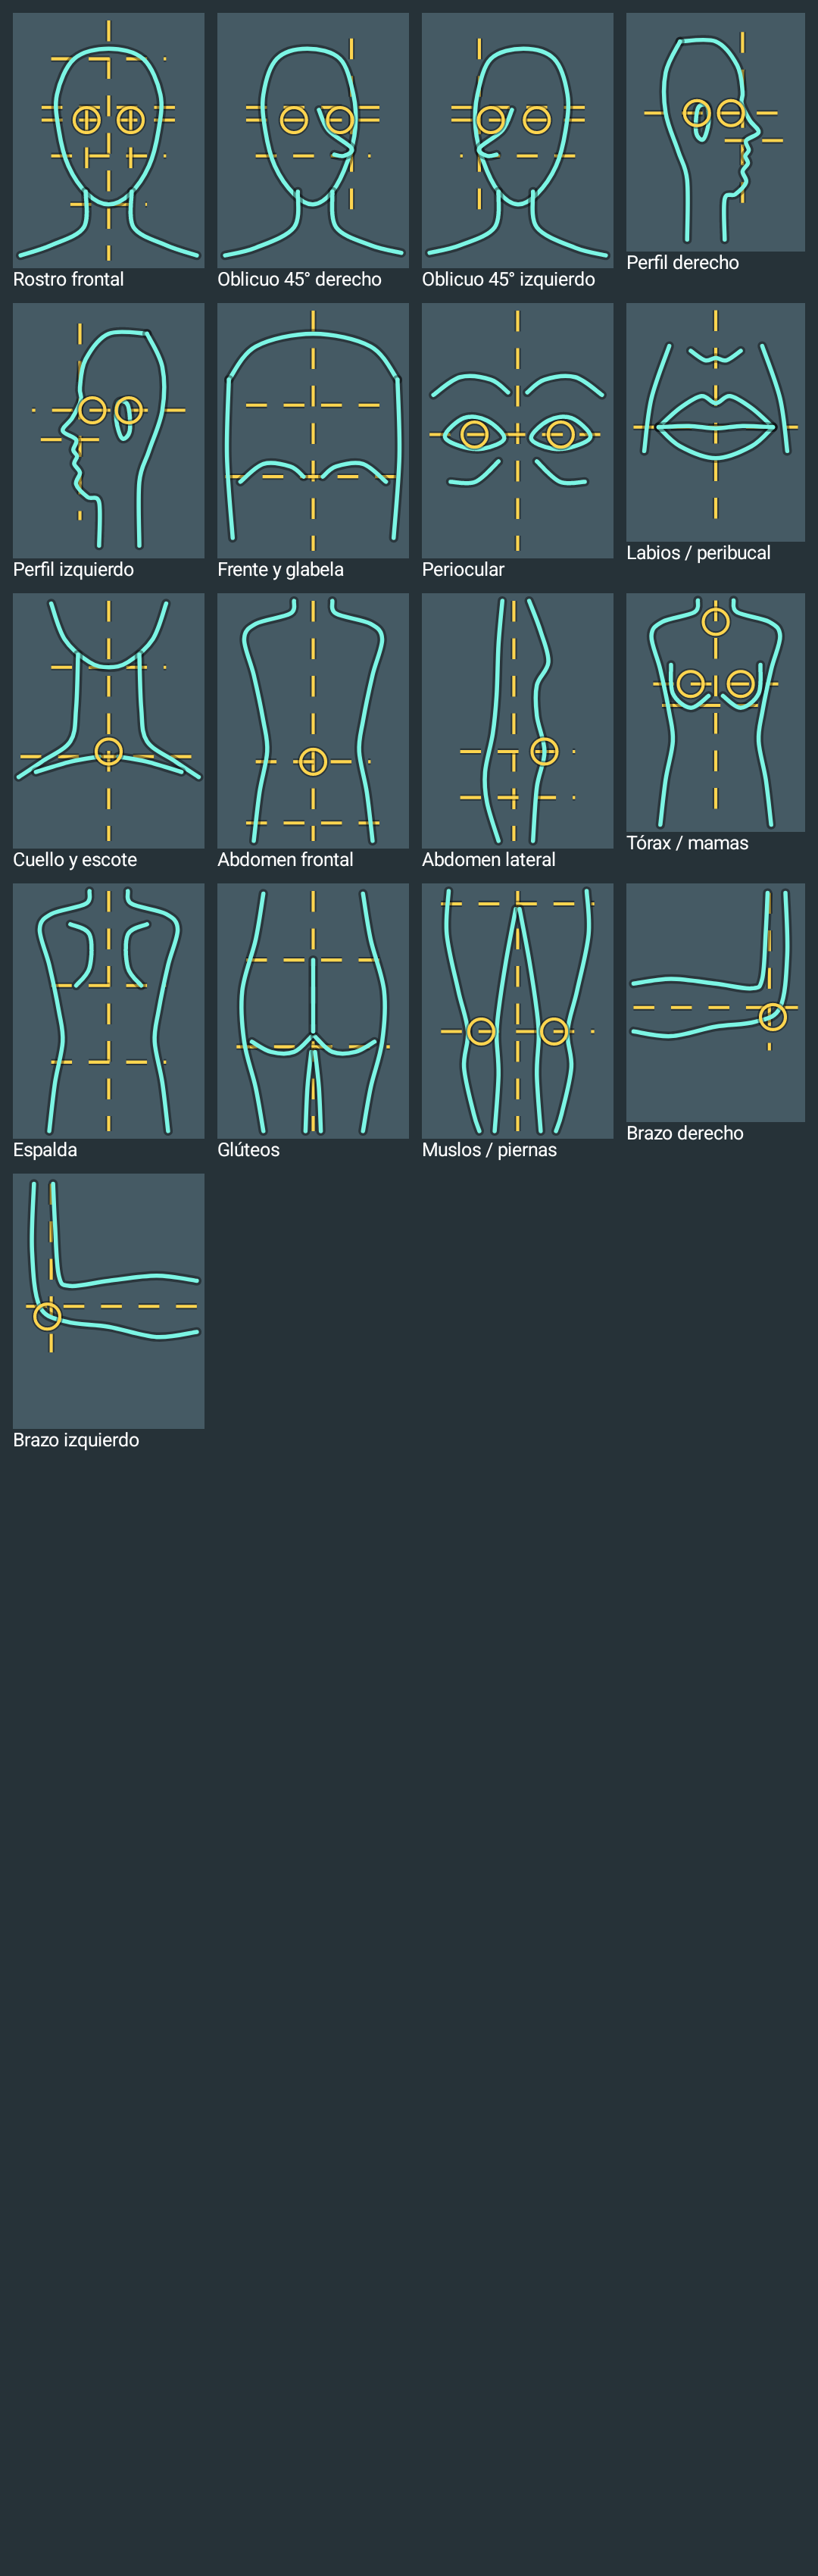 Rostro frontal
Oblicuo 45° derecho
Oblicuo 45° izquierdo
Perfil derecho
Perfil izquierdo
Frente y glabela
Periocular
Labios / peribucal
Cuello y escote
Abdomen frontal
Abdomen lateral
Tórax / mamas
Espalda
Glúteos
Muslos / piernas
Brazo derecho
Brazo izquierdo